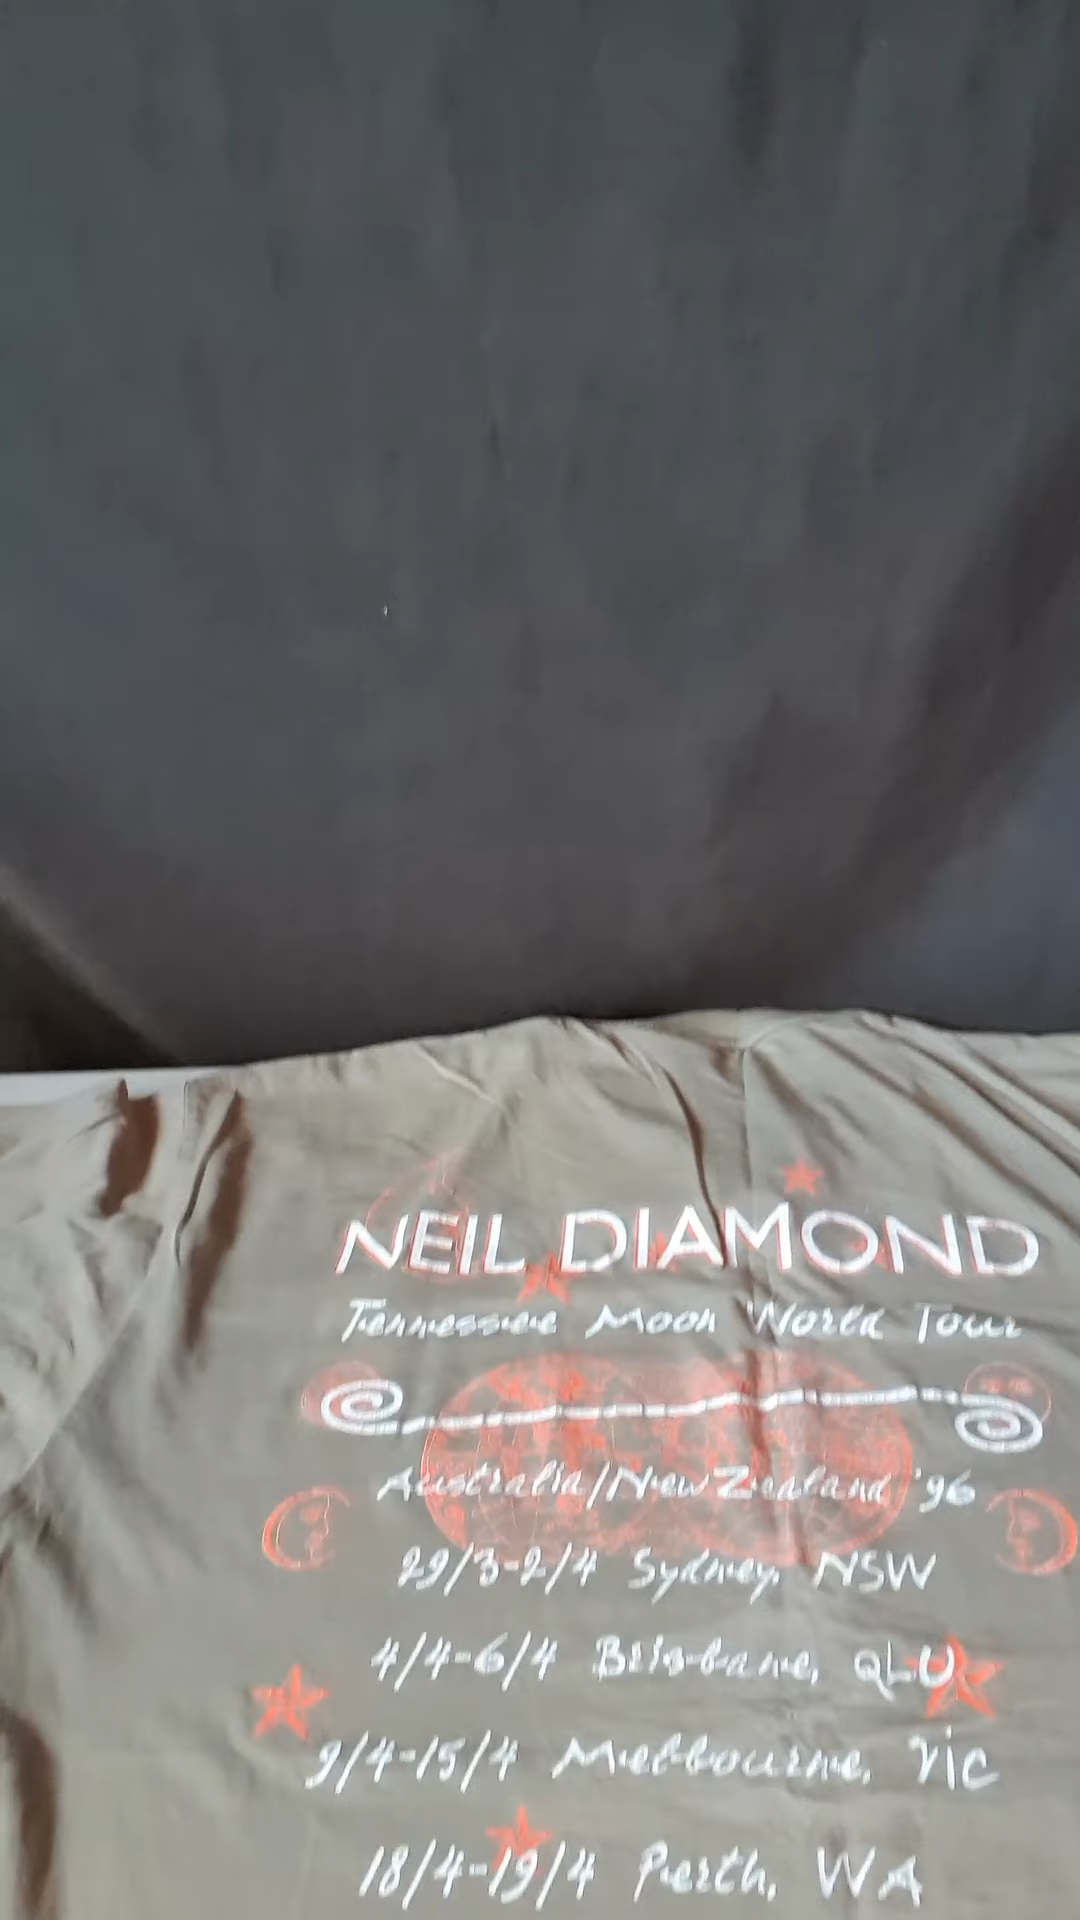 NEIL DIAMOND
Tennessee Moon World Tour
Australia/New Zealand '96
29/3-2/4 Sydney, NSW
4/4-6/4 Brisbane, QLD
9/4-15/4 Melbourne, Vic
18/4-19/4 Perth, WA